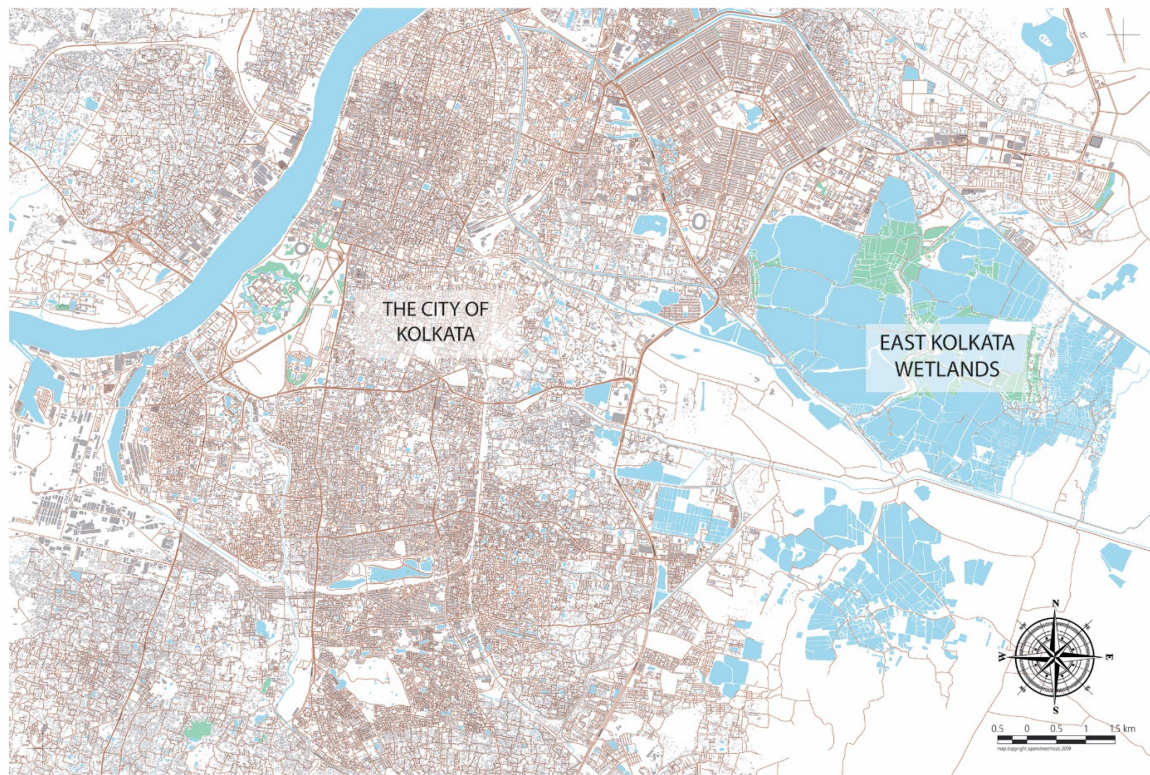 THE CITY OF
KOLKATA
EAST KOLKATA
WETLANDS
N
W
E
S
0.5 0 0.5 1 1.5 km
map copyright openstreetmaps 2019